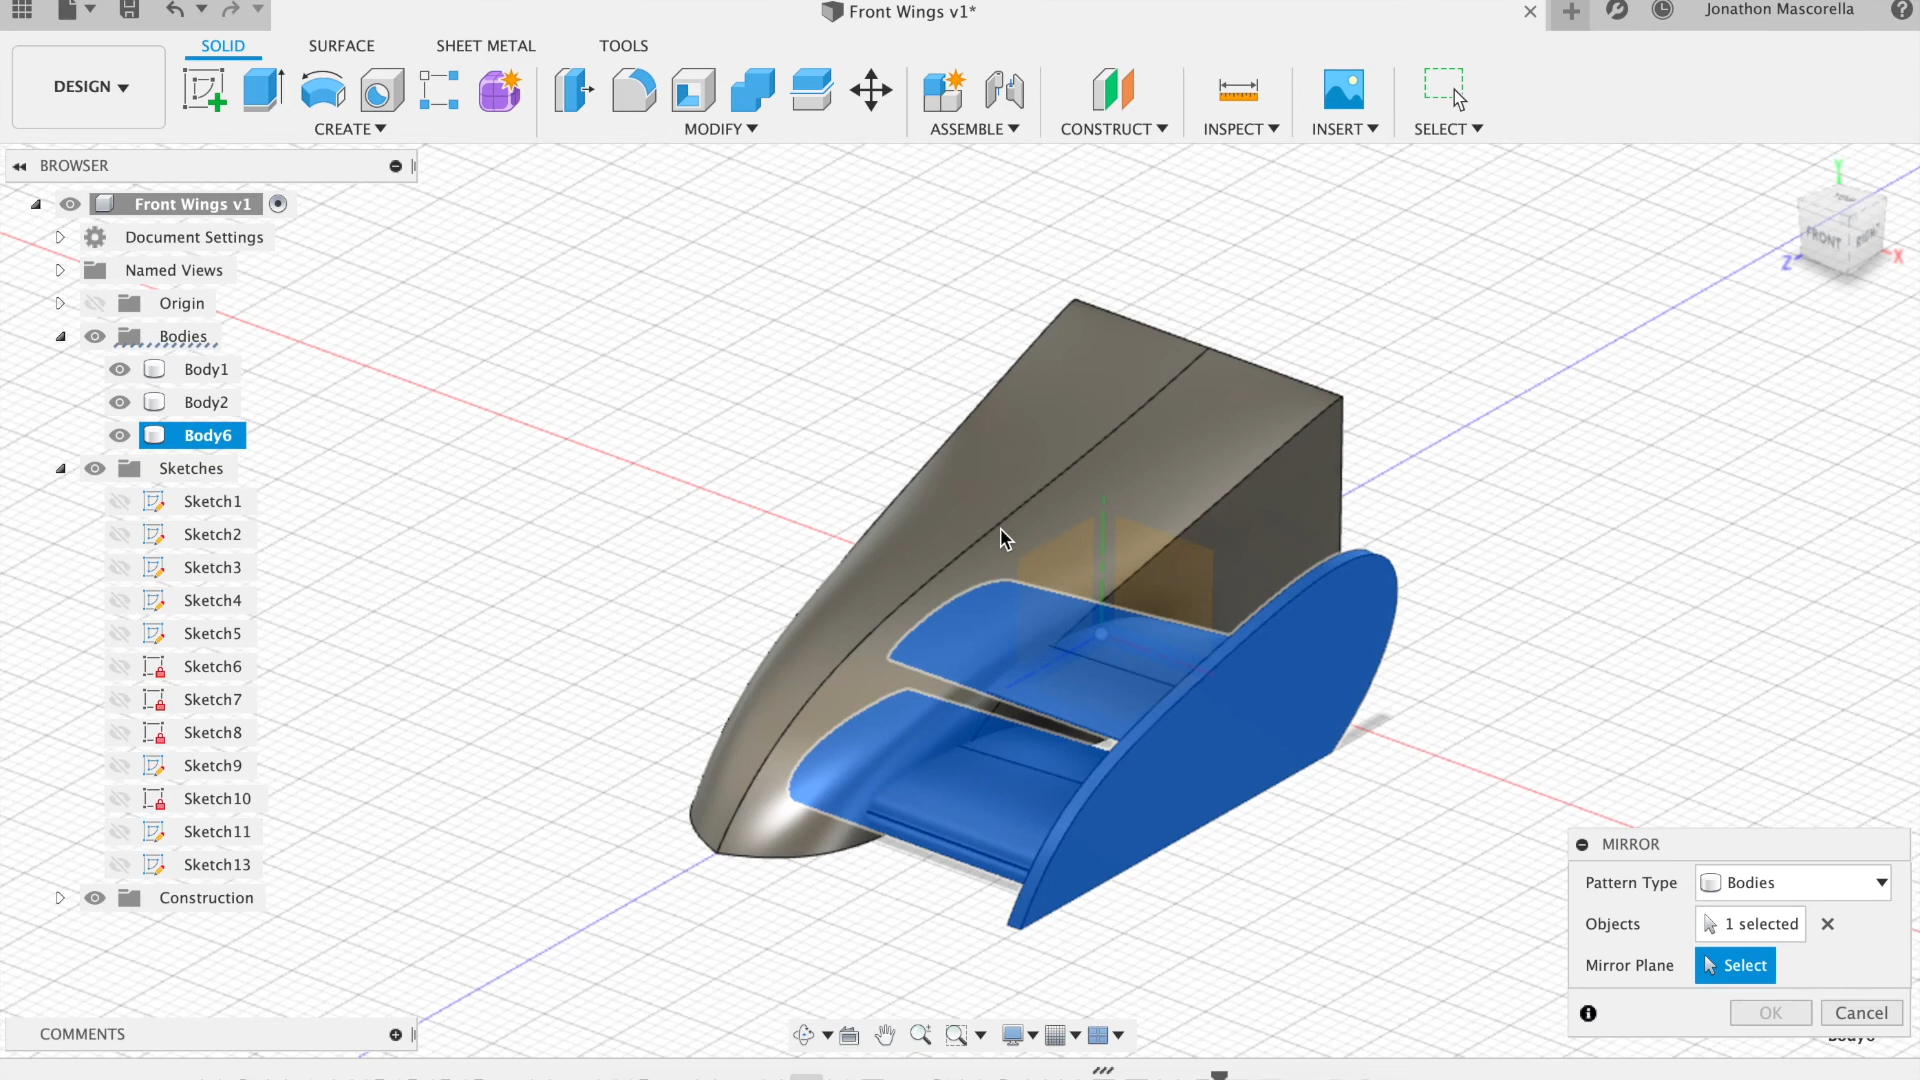 Front Wings v1*
Jonathon Mascorella
SOLID SURFACE SHEET METAL TOOLS
DESIGN
CREATE MODIFY ASSEMBLE CONSTRUCT INSPECT INSERT SELECT
BROWSER
Front Wings v1
Document Settings
Named Views
Origin
Bodies
Body1
Body2
Body6
Sketches
Sketch1
Sketch2
Sketch3
Sketch4
Sketch5
Sketch6
Sketch7
Sketch8
Sketch9
Sketch10
Sketch11
Sketch13
Construction
COMMENTS
Y
FRONT RIGHT
Z X
MIRROR
Pattern Type Bodies
Objects 1 selected
Mirror Plane Select
OK Cancel
Body6